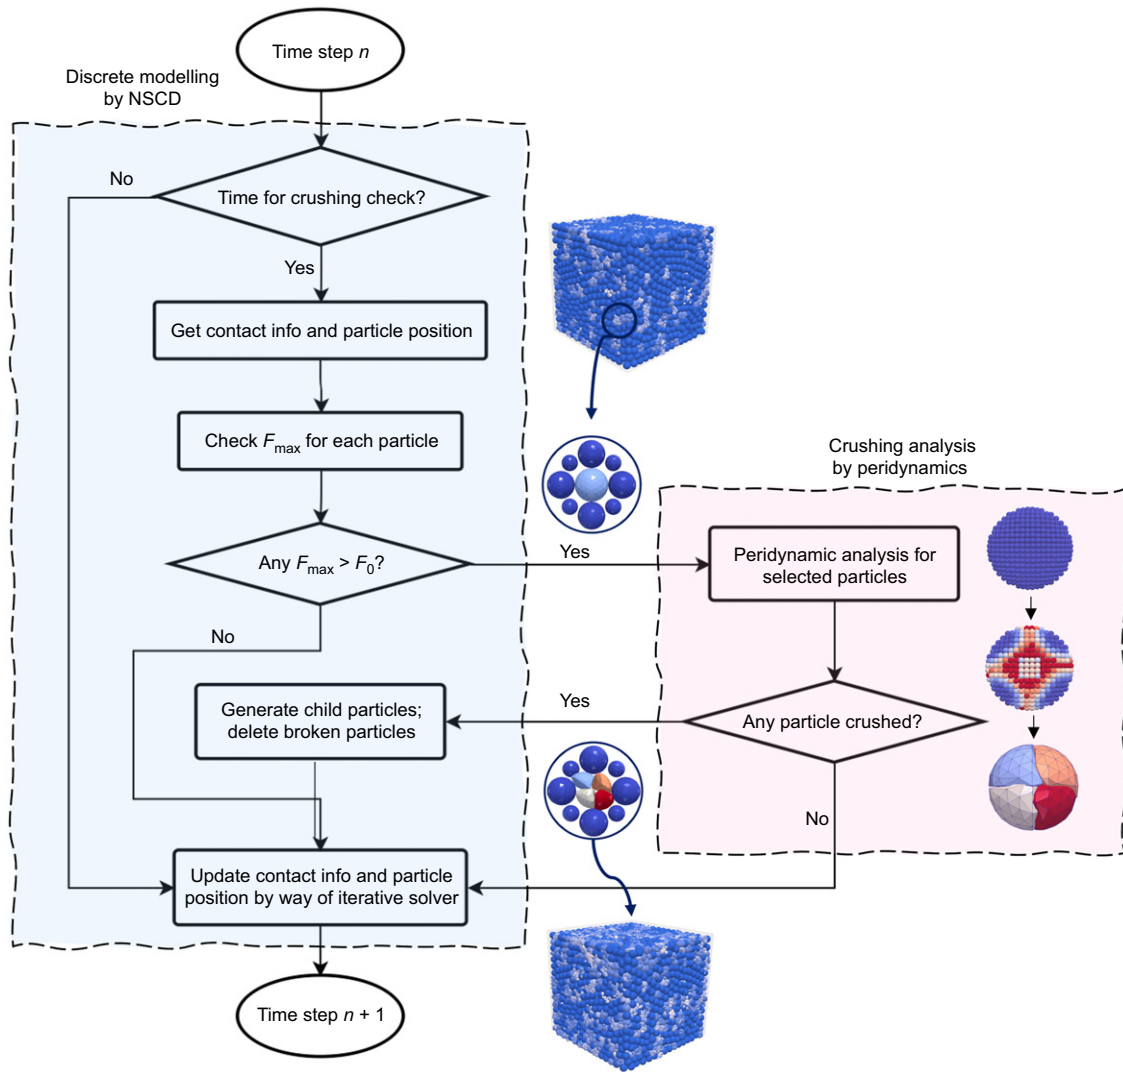 Time step n
Discrete modelling
by NSCD
No
Time for crushing check?
Yes
Get contact info and particle position
Check Fmax for each particle
Crushing analysis
by peridynamics
Any Fmax > F0?
Yes
Peridynamic analysis for
selected particles
No
Generate child particles;
delete broken particles
Yes
Any particle crushed?
No
Update contact info and particle
position by way of iterative solver
Time step n + 1